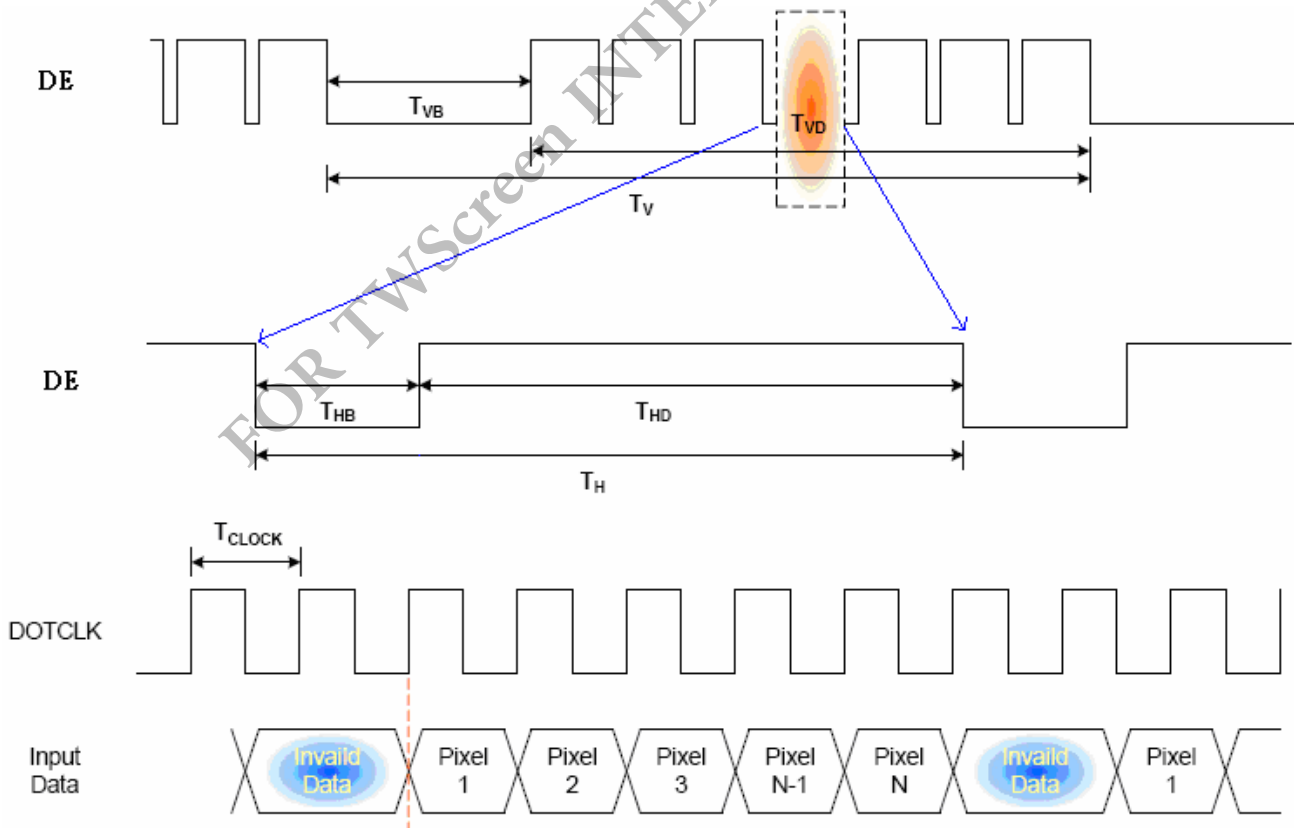 DE
TVB
TVD
TV
DE
THB
THD
TH
TCLOCK
DOTCLK
Input
Data
Invaild
Data
Pixel
1
Pixel
2
Pixel
3
Pixel
N-1
Pixel
N
Invaild
Data
Pixel
1
FOR TWScreen INTE